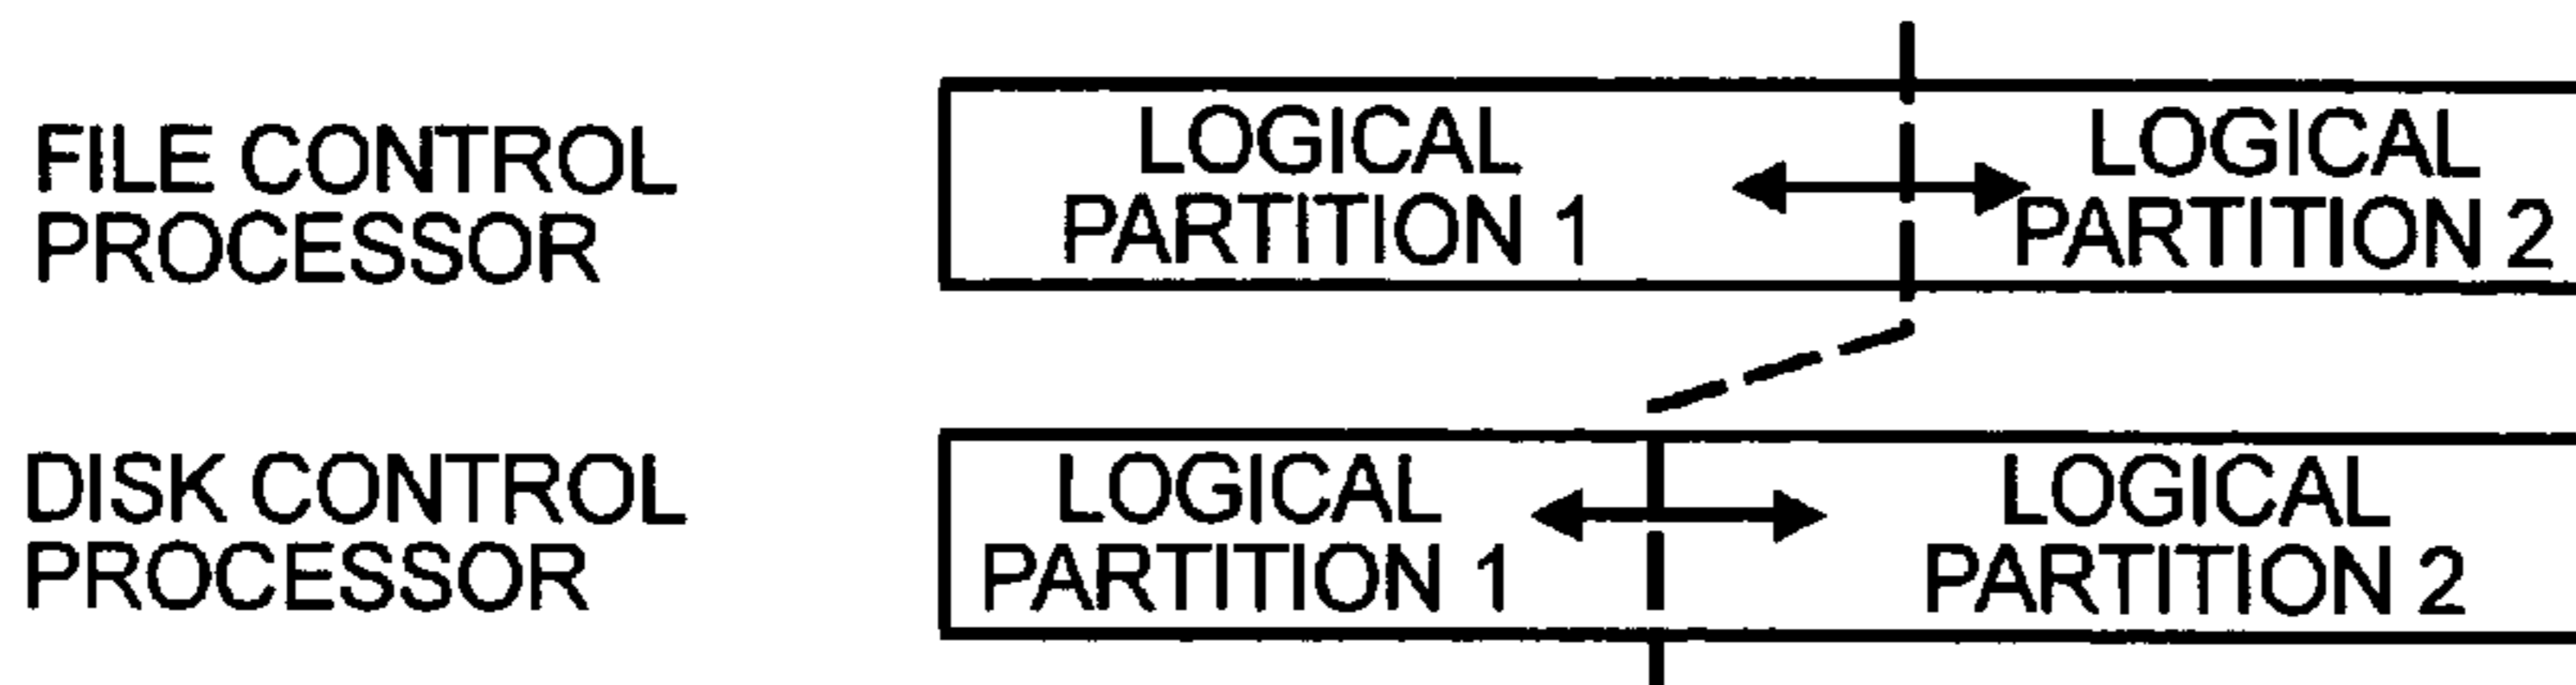 FILE CONTROL
PROCESSOR
LOGICAL
PARTITION 1
LOGICAL
PARTITION 2
DISK CONTROL
PROCESSOR
LOGICAL
PARTITION 1
LOGICAL
PARTITION 2